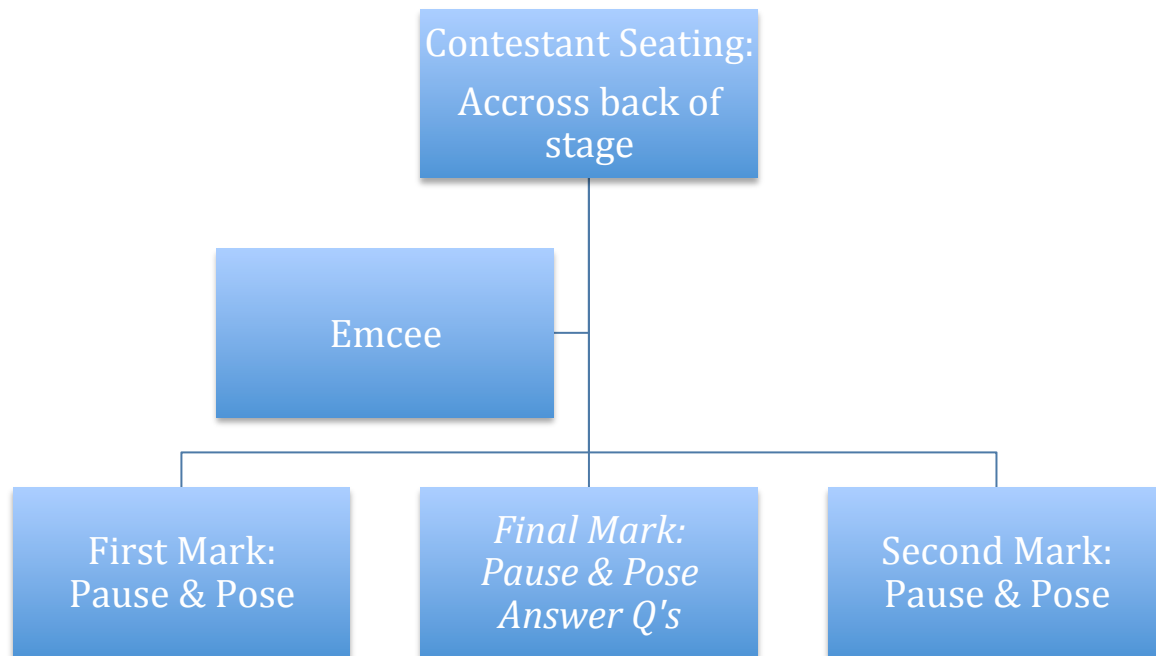 Contestant Seating:
Accross back of
stage
Emcee
First Mark:
Pause & Pose
Final Mark:
Pause & Pose
Answer Q's
Second Mark:
Pause & Pose